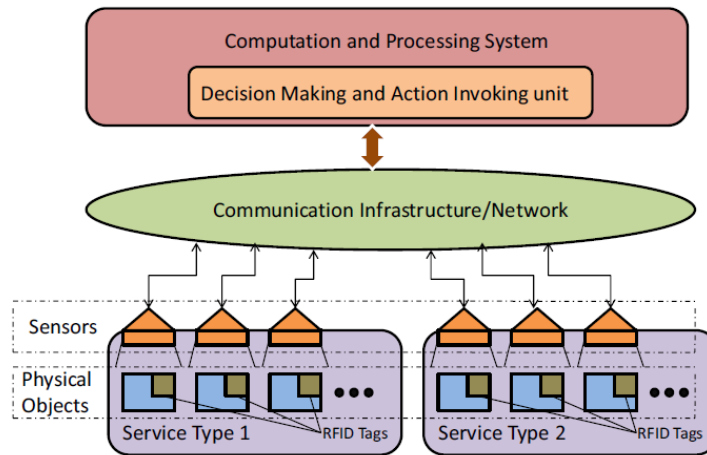 Computation and Processing System
Decision Making and Action Invoking unit
Communication Infrastructure/Network
Sensors
Physical
Objects
Service Type 1
RFID Tags
Service Type 2
RFID Tags